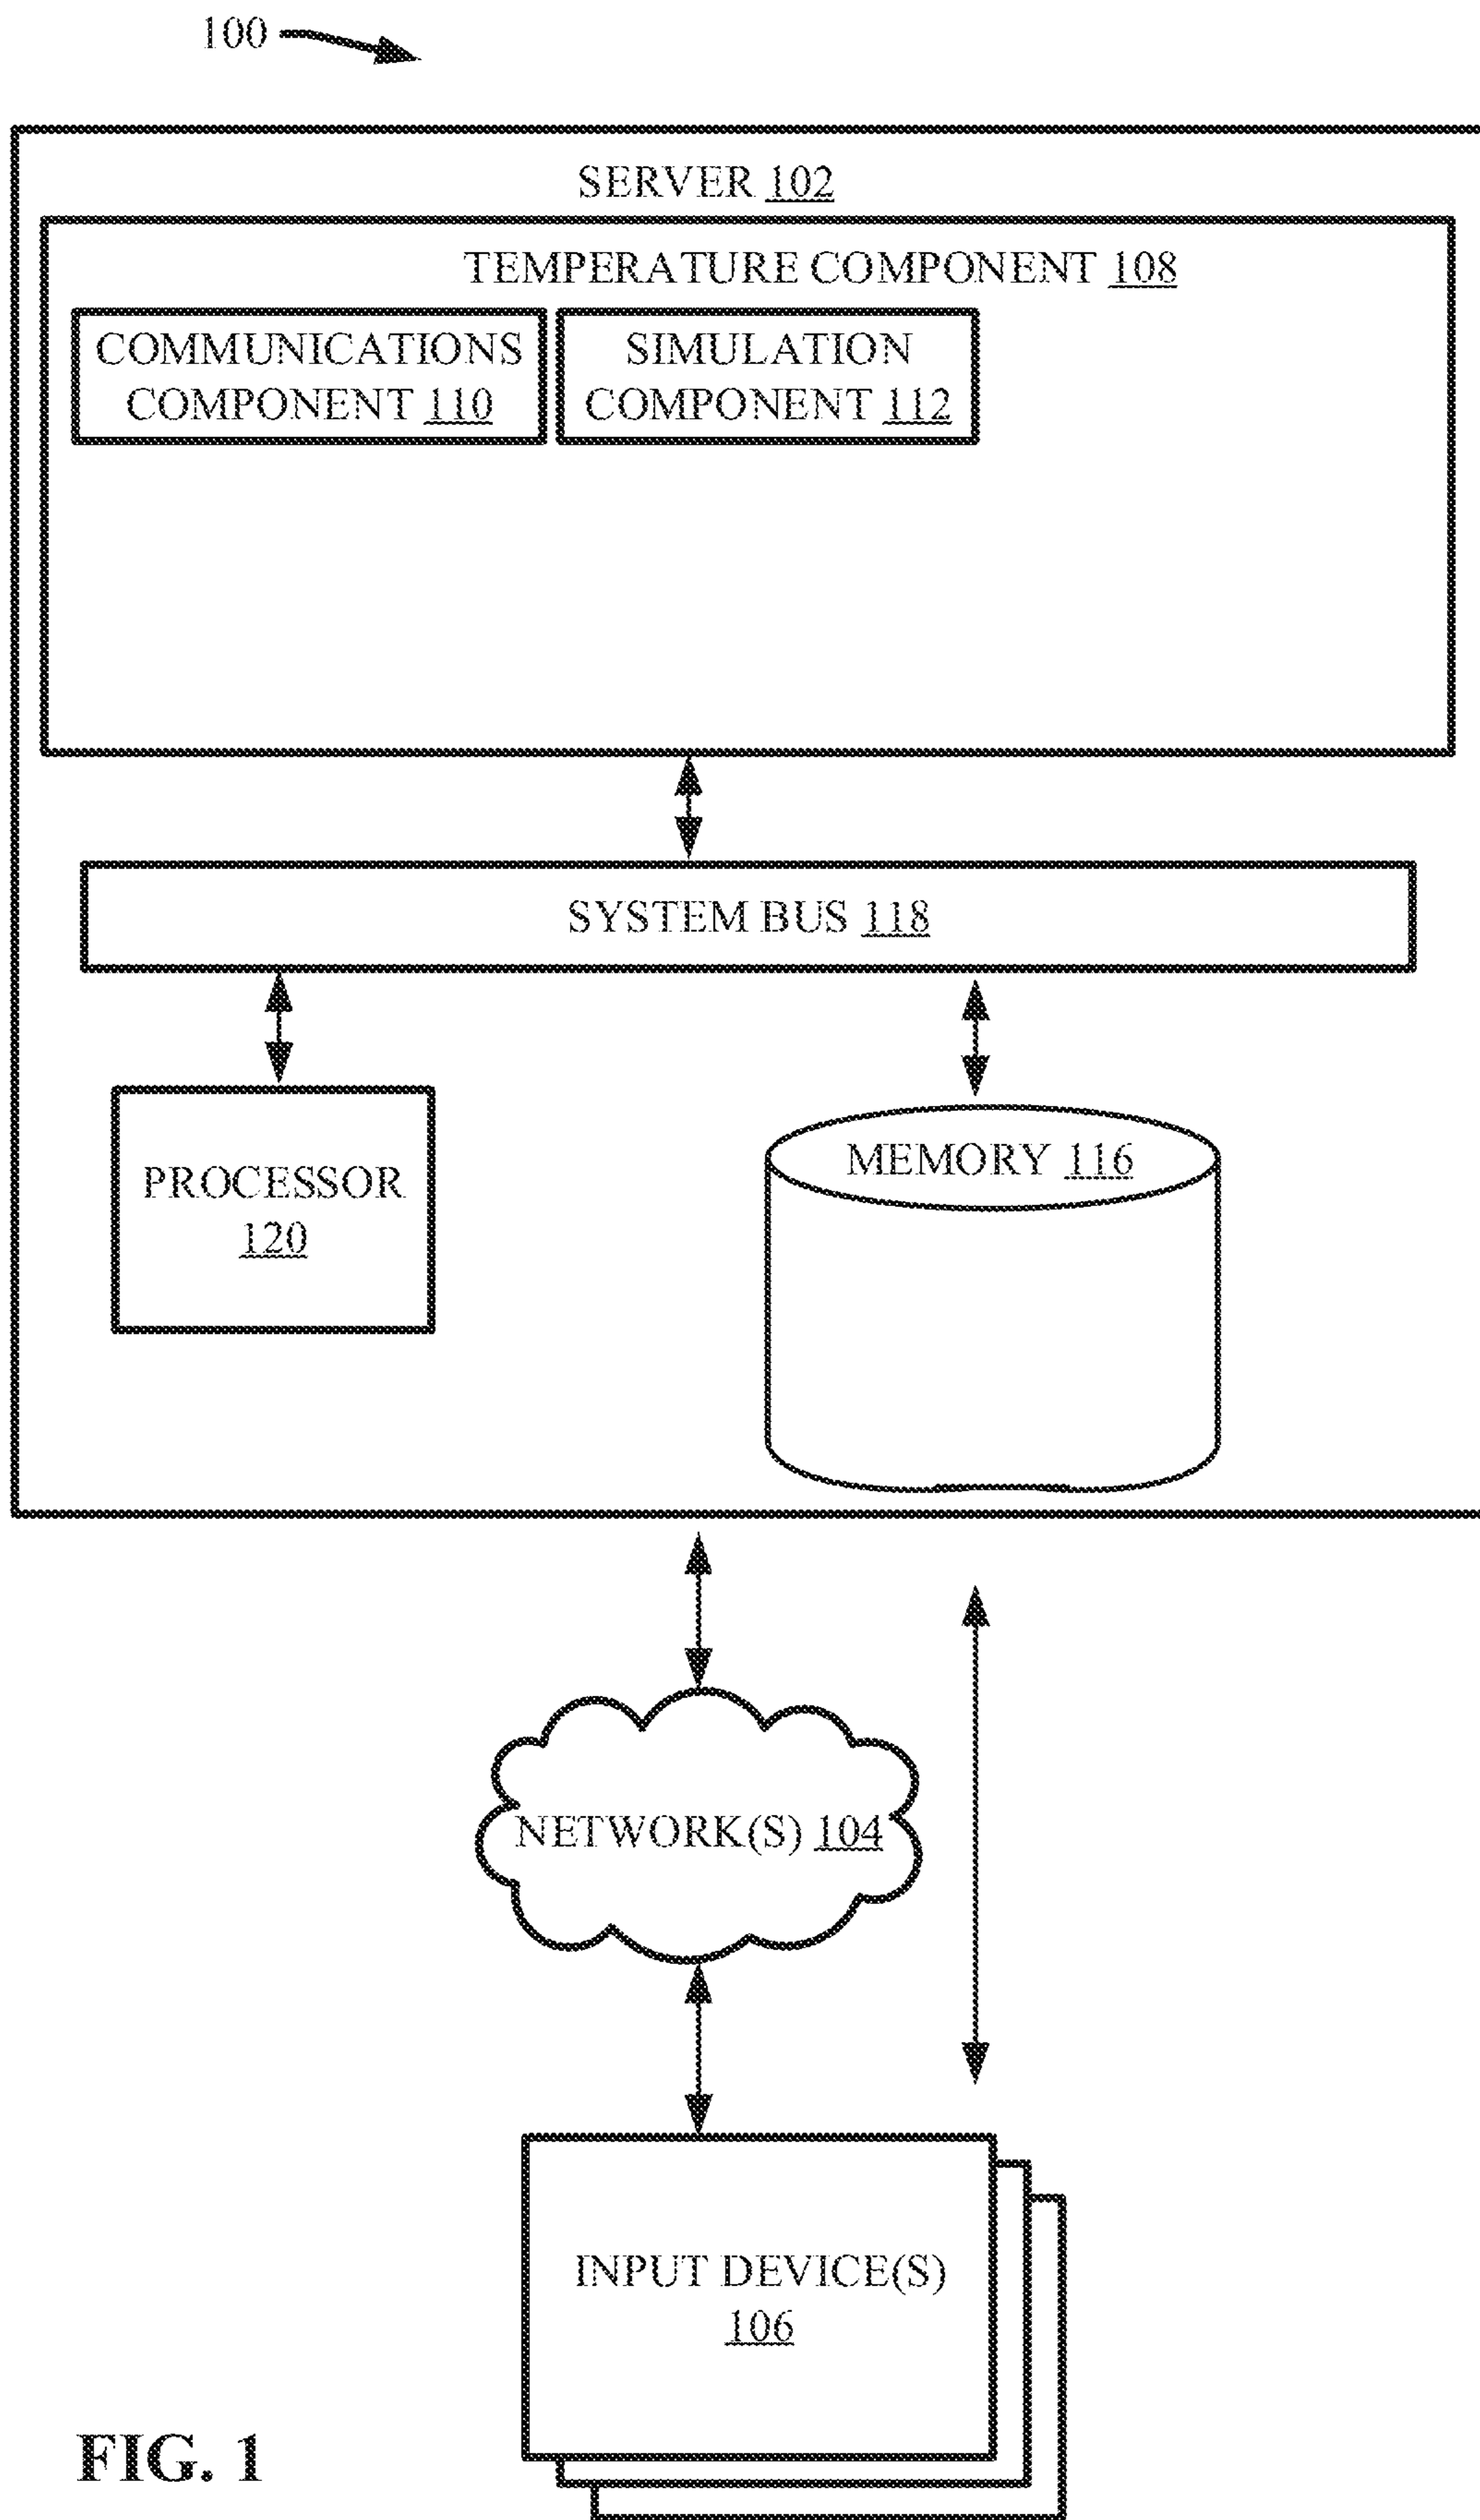 100
SERVER 102
TEMPERATURE COMPONENT 108
COMMUNICATIONS
COMPONENT 110
SIMULATION
COMPONENT 112
SYSTEM BUS 118
PROCESSOR
120
MEMORY 116
NETWORK(S) 104
INPUT DEVICE(S)
106
FIG. 1